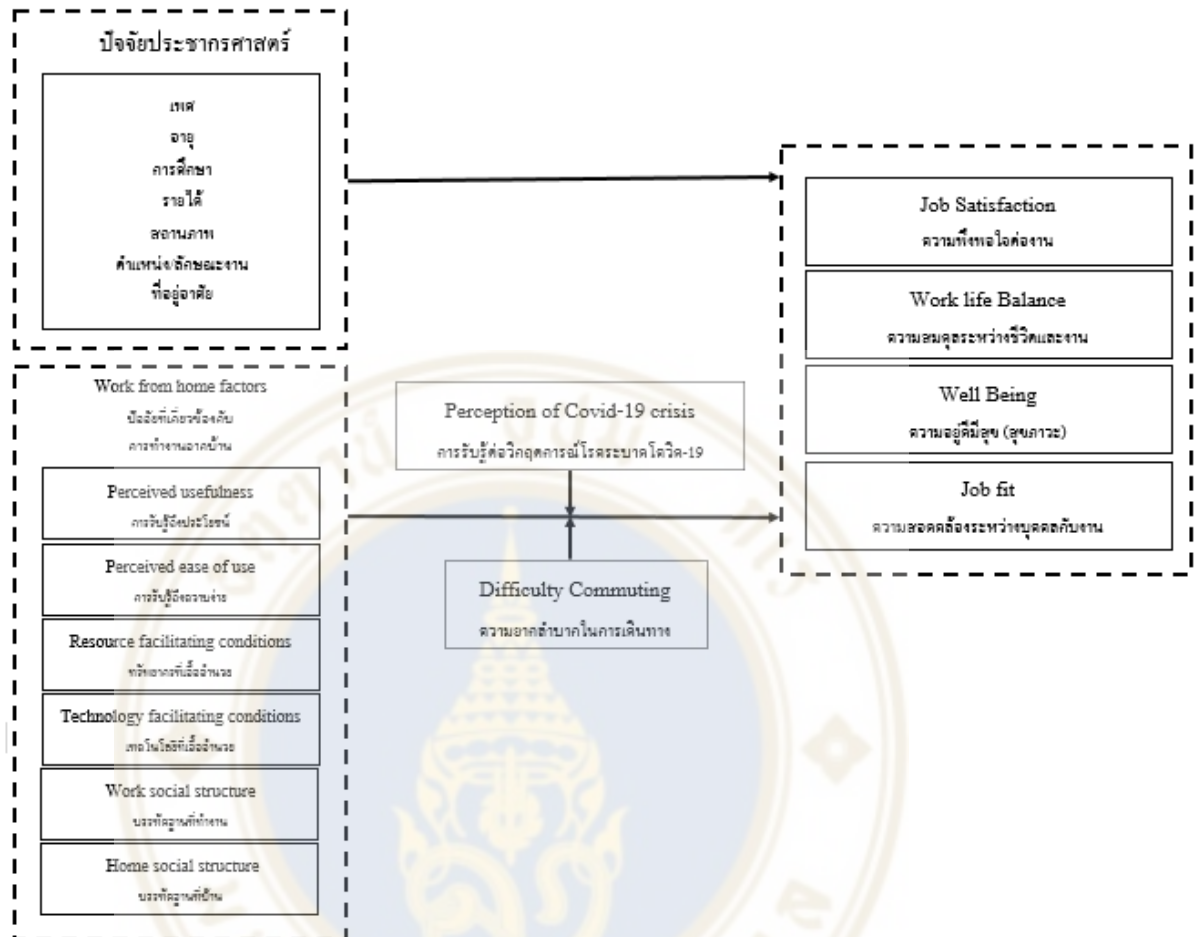 ปัจจัยประชากรศาสตร์
เพศ
อายุ
การศึกษา
รายได้
สถานภาพ
ตำแหน่ง/ลักษณะงาน
ที่อยู่อาศัย
Work from home factors
ปัจจัยที่เกี่ยวข้องกับ
การทำงานจากบ้าน
Perceived usefulness
การรับรู้ถึงประโยชน์
Perceived ease of use
การรับรู้ถึงความง่าย
Resource facilitating conditions
ทรัพยากรที่เอื้ออำนวย
Technology facilitating conditions
เทคโนโลยีที่เอื้ออำนวย
Work social structure
บรรทัดฐานที่ทำงาน
Home social structure
บรรทัดฐานที่บ้าน
Perception of Covid-19 crisis
การรับรู้ต่อวิกฤตการณ์โรคระบาดโควิด-19
Difficulty Commuting
ความยากลำบากในการเดินทาง
Job Satisfaction
ความพึงพอใจต่องาน
Work life Balance
ความสมดุลระหว่างชีวิตและงาน
Well Being
ความอยู่ดีมีสุข (สุขภาวะ)
Job fit
ความสอดคล้องระหว่างบุคคลกับงาน